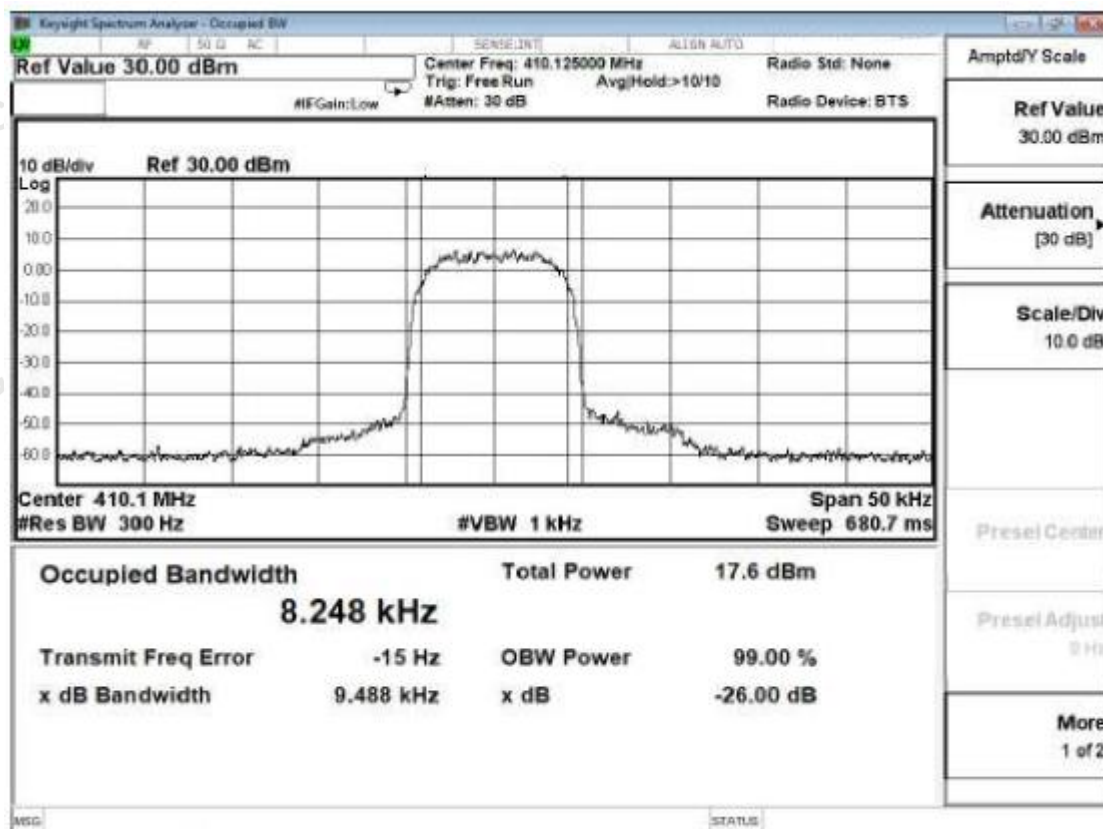 Keysight Spectrum Analyser - Occupied BW
RF 50 Ω AC SENSE:INT ALIGN AUTO
Ref Value 30.00 dBm
Center Freq: 410.125000 MHz
Radio Std: None
Trig: Free Run Avg|Hold:>10/10
#IFGain:Low #Atten: 30 dB Radio Device: BTS
10 dB/div Ref 30.00 dBm
Log
20.0
10.0
0.00
-10.0
-20.0
-30.0
-40.0
-50.0
-60.0
Center 410.1 MHz Span 50 kHz
#Res BW 300 Hz #VBW 1 kHz Sweep 680.7 ms
Occupied Bandwidth Total Power 17.6 dBm
8.248 kHz
Transmit Freq Error -15 Hz OBW Power 99.00 %
x dB Bandwidth 9.488 kHz x dB -26.00 dB
MSG STATUS
Amptd/Y Scale
Ref Value
30.00 dBm
Attenuation
[30 dB]
Scale/Div
10.0 dB
Presel Center
Presel Adjust
0 Hz
More
1 of 2